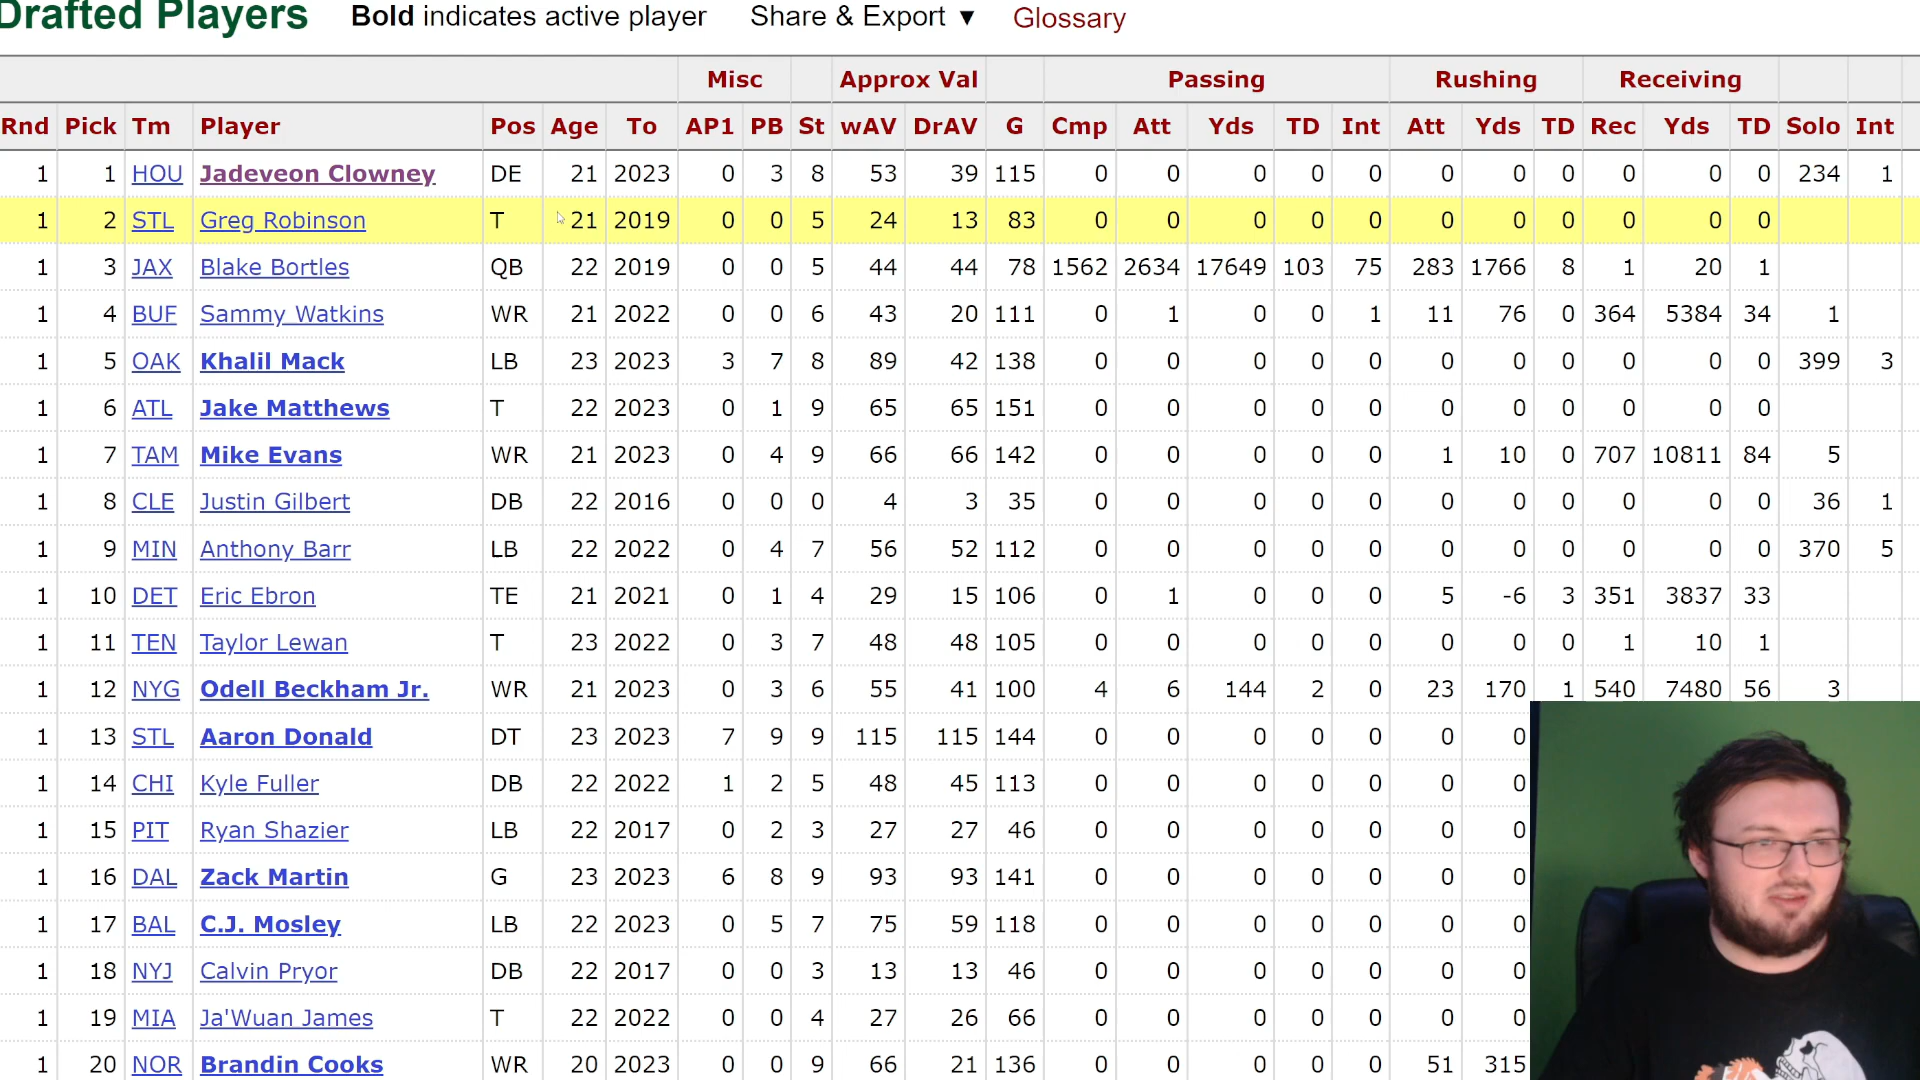 Drafted Players Bold indicates active player Share & Export ▼ Glossary
Misc Approx Val Passing Rushing Receiving
Rnd Pick Tm Player Pos Age To AP1 PB St wAV DrAV G Cmp Att Yds TD Int Att Yds TD Rec Yds TD Solo Int
1 1 HOU Jadeveon Clowney DE 21 2023 0 3 8 53 39 115 0 0 0 0 0 0 0 0 0 0 0 234 1
1 2 STL Greg Robinson T 21 2019 0 0 5 24 13 83 0 0 0 0 0 0 0 0 0 0 0
1 3 JAX Blake Bortles QB 22 2019 0 0 5 44 44 78 1562 2634 17649 103 75 283 1766 8 1 20 1
1 4 BUF Sammy Watkins WR 21 2022 0 0 6 43 20 111 0 1 0 0 1 11 76 0 364 5384 34 1
1 5 OAK Khalil Mack LB 23 2023 3 7 8 89 42 138 0 0 0 0 0 0 0 0 0 0 0 399 3
1 6 ATL Jake Matthews T 22 2023 0 1 9 65 65 151 0 0 0 0 0 0 0 0 0 0 0
1 7 TAM Mike Evans WR 21 2023 0 4 9 66 66 142 0 0 0 0 0 1 10 0 707 10811 84 5
1 8 CLE Justin Gilbert DB 22 2016 0 0 0 4 3 35 0 0 0 0 0 0 0 0 0 0 0 36 1
1 9 MIN Anthony Barr LB 22 2022 0 4 7 56 52 112 0 0 0 0 0 0 0 0 0 0 0 370 5
1 10 DET Eric Ebron TE 21 2021 0 1 4 29 15 106 0 1 0 0 0 5 -6 3 351 3837 33
1 11 TEN Taylor Lewan T 23 2022 0 3 7 48 48 105 0 0 0 0 0 0 0 0 1 10 1
1 12 NYG Odell Beckham Jr. WR 21 2023 0 3 6 55 41 100 4 6 144 2 0 23 170 1 540 7480 56 3
1 13 STL Aaron Donald DT 23 2023 7 9 9 115 115 144 0 0 0 0 0 0 0
1 14 CHI Kyle Fuller DB 22 2022 1 2 5 48 45 113 0 0 0 0 0 0 0
1 15 PIT Ryan Shazier LB 22 2017 0 2 3 27 27 46 0 0 0 0 0 0 0
1 16 DAL Zack Martin G 23 2023 6 8 9 93 93 141 0 0 0 0 0 0 0
1 17 BAL C.J. Mosley LB 22 2023 0 5 7 75 59 118 0 0 0 0 0 0 0
1 18 NYJ Calvin Pryor DB 22 2017 0 0 3 13 13 46 0 0 0 0 0 0 0
1 19 MIA Ja'Wuan James T 22 2022 0 0 4 27 26 66 0 0 0 0 0 0 0
1 20 NOR Brandin Cooks WR 20 2023 0 0 9 66 21 136 0 0 0 0 0 51 315